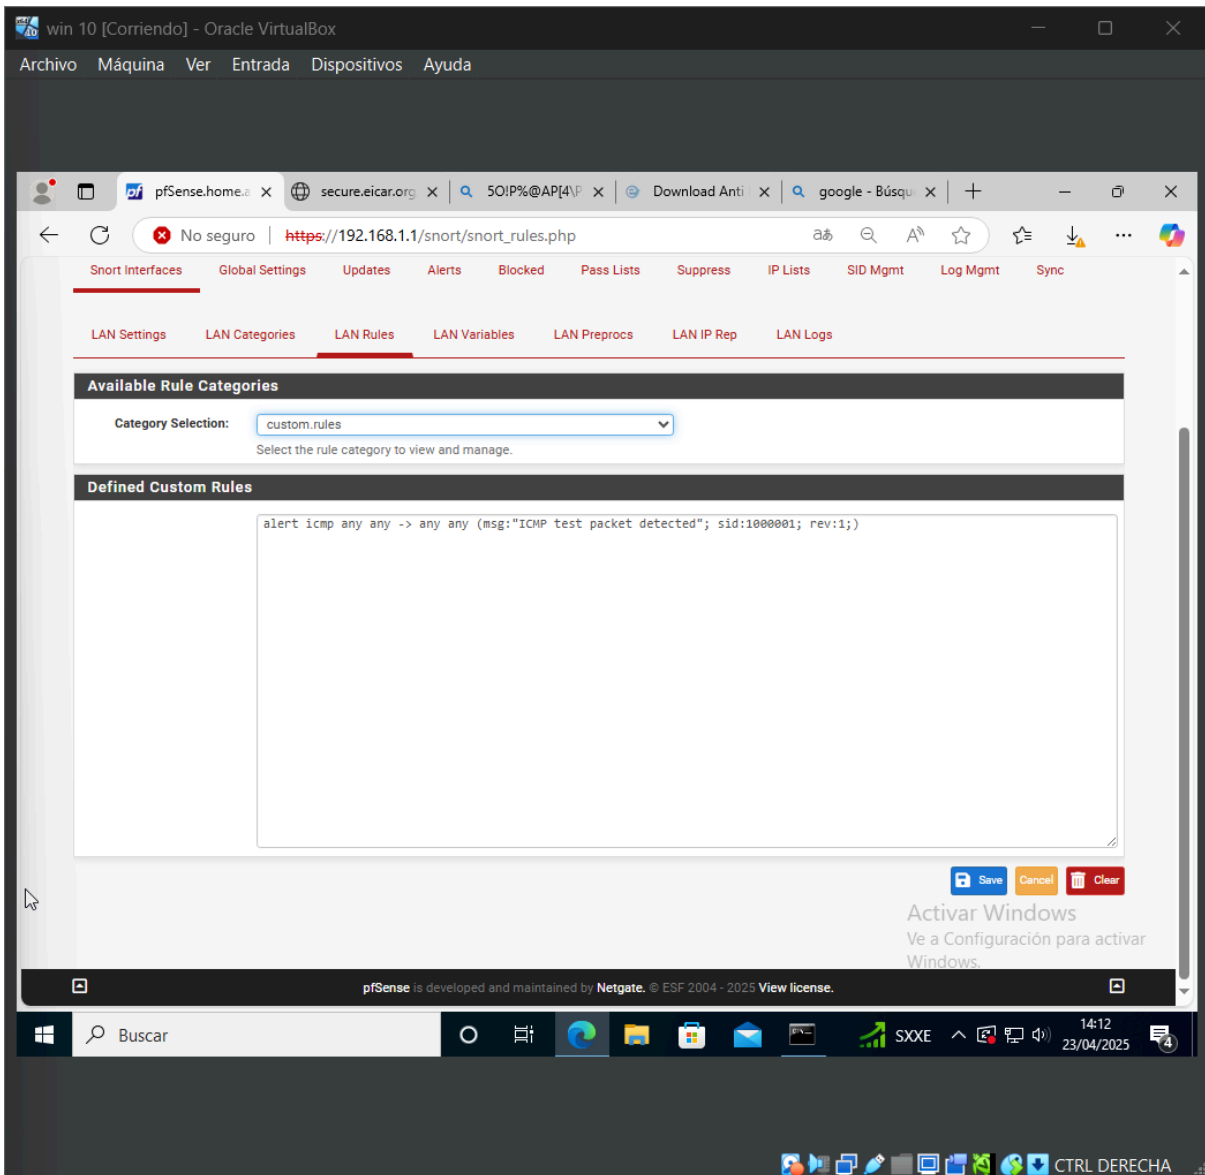 win 10 [Corriendo] - Oracle VirtualBox
Archivo Máquina Ver Entrada Dispositivos Ayuda
pfSense.home.a secure.eicar.org 5O!P%@AP[4\P Download Anti google - Búsqu
No seguro https://192.168.1.1/snort/snort_rules.php
Snort Interfaces Global Settings Updates Alerts Blocked Pass Lists Suppress IP Lists SID Mgmt Log Mgmt Sync
LAN Settings LAN Categories LAN Rules LAN Variables LAN Preprocs LAN IP Rep LAN Logs
Available Rule Categories
Category Selection: custom.rules
Select the rule category to view and manage.
Defined Custom Rules
alert icmp any any -> any any (msg:"ICMP test packet detected"; sid:1000001; rev:1;)
Save Cancel Clear
Activar Windows
Ve a Configuración para activar
Windows.
pfSense is developed and maintained by Netgate. © ESF 2004 - 2025 View license.
Buscar SXXE 14:12
23/04/2025
4
CTRL DERECHA